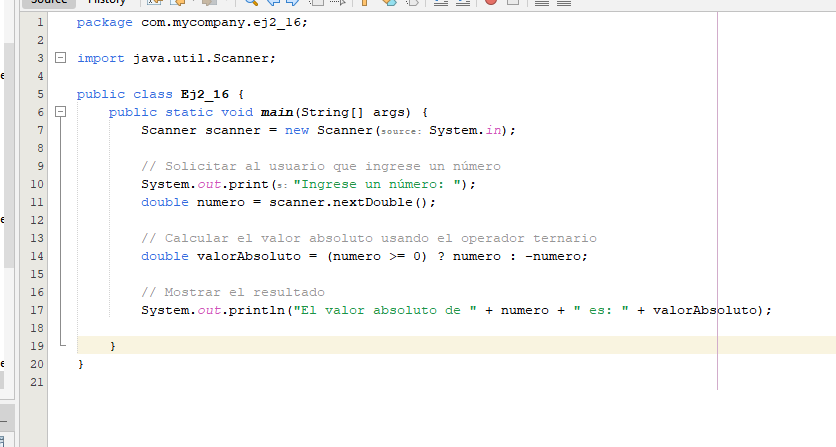 Source History
1 package com.mycompany.ej2_16;
2
3 import java.util.Scanner;
4
5 public class Ej2_16 {
6 public static void main(String[] args) {
7 Scanner scanner = new Scanner(source: System.in);
8
9 // Solicitar al usuario que ingrese un número
10 System.out.print(s: "Ingrese un número: ");
11 double numero = scanner.nextDouble();
12
13 // Calcular el valor absoluto usando el operador ternario
14 double valorAbsoluto = (numero >= 0) ? numero : -numero;
15
16 // Mostrar el resultado
17 System.out.println("El valor absoluto de " + numero + " es: " + valorAbsoluto);
18
19 }
20 }
21